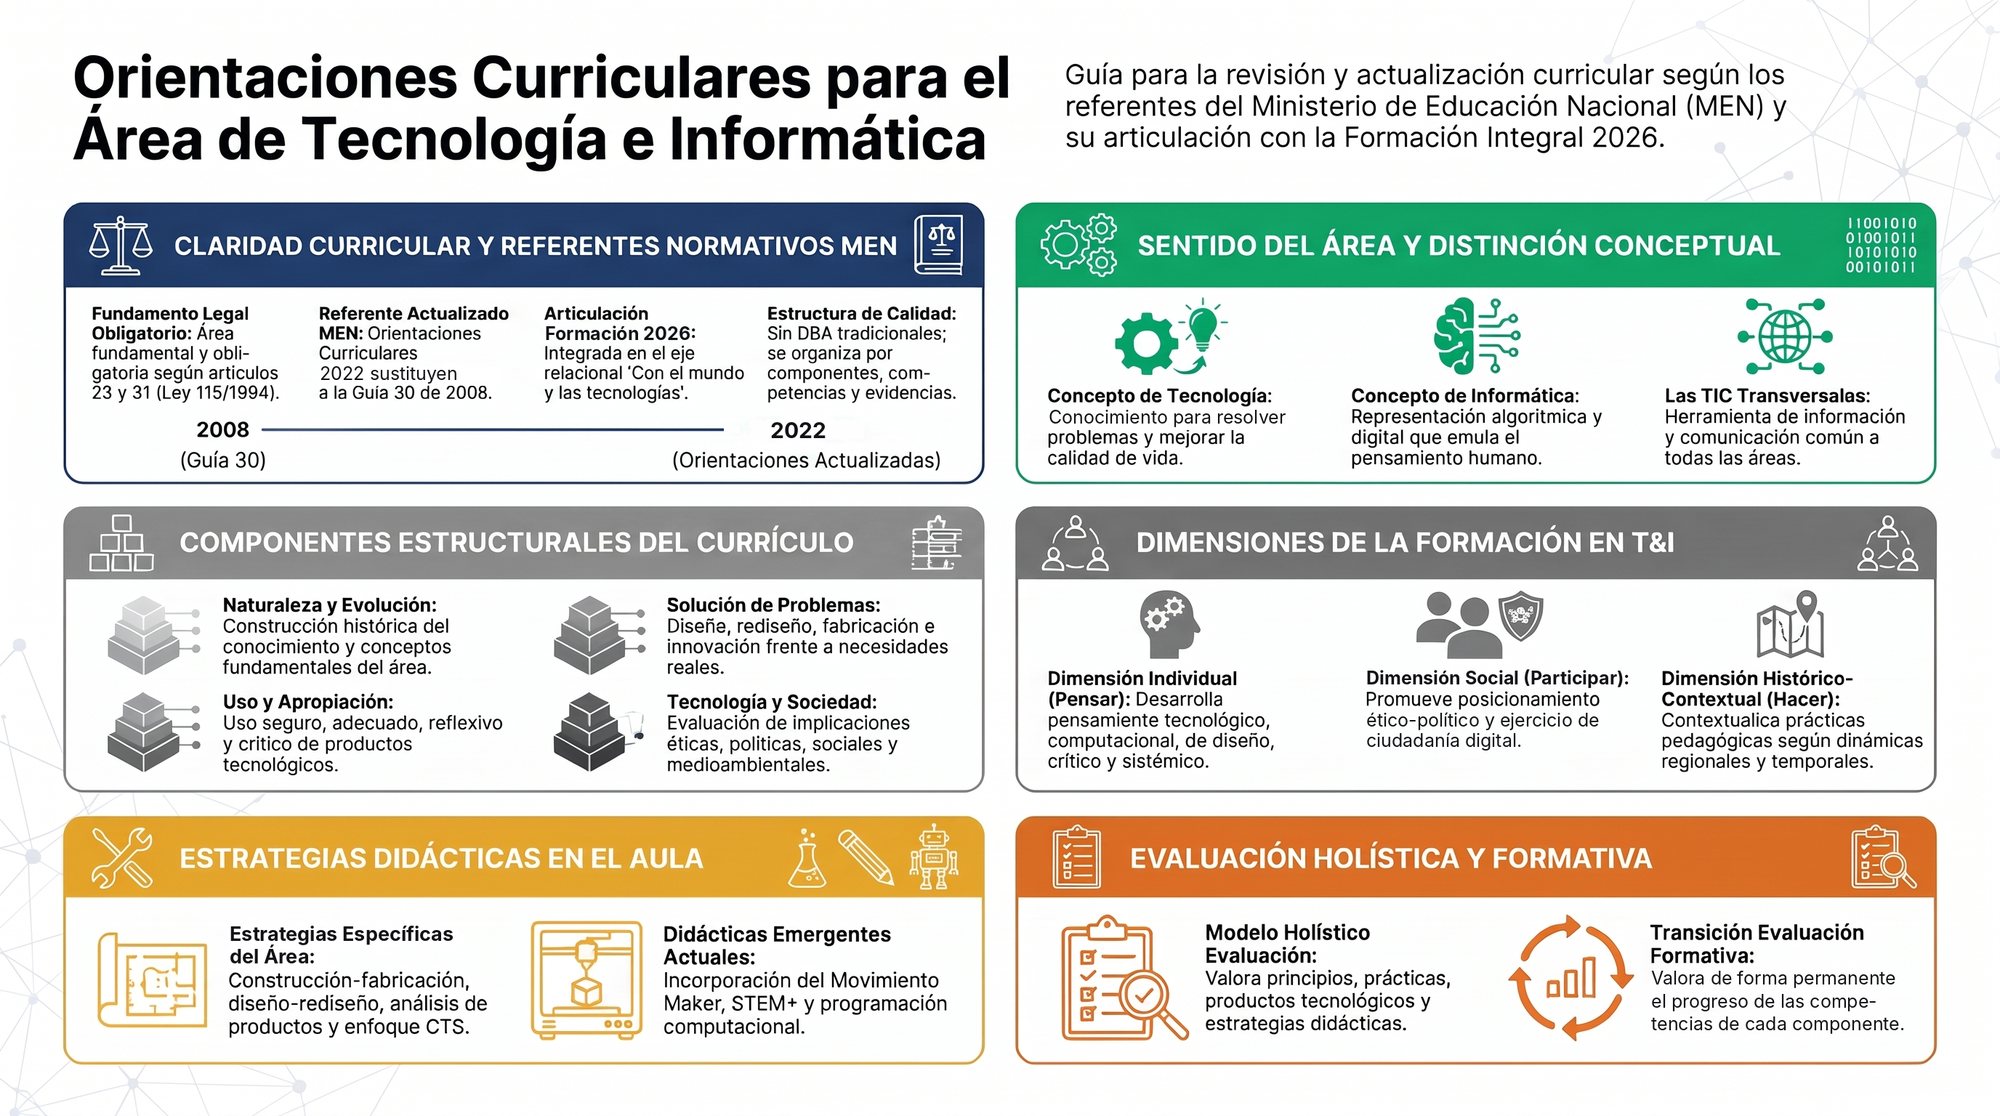 Orientaciones Curriculares para el
Área de Tecnología e Informática
Guía para la revisión y actualización curricular según los
referentes del Ministerio de Educación Nacional (MEN) y
su articulación con la Formación Integral 2026.
CLARIDAD CURRICULAR Y REFERENTES NORMATIVOS MEN
Fundamento Legal
Obligatorio: Área
fundamental y obli-
gatoria según articulos
23 y 31 (Ley 115/1994).
Referente Actualizado
MEN: Orientaciones
Curriculares
2022 sustituyen
a la Guía 30 de 2008.
Articulación
Formación 2026:
Integrada en el eje
relacional 'Con el mundo
y las tecnologías'.
Estructura de Calidad:
Sin DBA tradicionales;
se organiza por
componentes, com-
petencias y evidencias.
2008
(Guía 30)
2022
(Orientaciones Actualizadas)
SENTIDO DEL ÁREA Y DISTINCIÓN CONCEPTUAL
11001010
01001011
10101010
00101011
Concepto de Tecnología:
Conocimiento para resolver
problemas y mejorar la
calidad de vida.
Concepto de Informática:
Representación algoritmica y
digital que emula el
pensamiento humano.
Las TIC Transversalas:
Herramienta de información
y comunicación común a
todas las áreas.
COMPONENTES ESTRUCTURALES DEL CURRÍCULO
Naturaleza y Evolución:
Construcción histórica del
conocimiento y conceptos
fundamentales del área.
Solución de Problemas:
Diseñe, rediseño, fabricación e
innovación frente a necesidades
reales.
Uso y Apropiación:
Uso seguro, adecuado, reflexivo
y critico de productos
tecnológicos.
Tecnología y Sociedad:
Evaluación de implicaciones
éticas, politicas, sociales y
medioambientales.
DIMENSIONES DE LA FORMACIÓN EN T&I
Dimensión Individual
(Pensar): Desarrolla
pensamiente tecnológico,
computacional, de diseño,
crítico y sistémico.
Dimensión Social (Participar):
Promueve posicionamiento
ético-político y ejercicio de
ciudadanía digital.
Dimensión Histórico-
Contextual (Hacer):
Contextualica prácticas
pedagógicas según dinámicas
regionales y temporales.
ESTRATEGIAS DIDÁCTICAS EN EL AULA
Estrategias Específicas
del Área:
Construcción-fabricación,
diseño-rediseño, análisis de
productos y enfoque CTS.
Didácticas Emergentes
Actuales:
Incorporación del Movimiento
Maker, STEM+ y programación
computacional.
EVALUACIÓN HOLÍSTICA Y FORMATIVA
Modelo Holístico
Evaluación:
Valora principios, prácticas,
productos tecnológicos y
estrategias didácticas.
Transición Evaluación
Formativa:
Valora de forma permanente
el progreso de las compe-
tencias de cada componente.